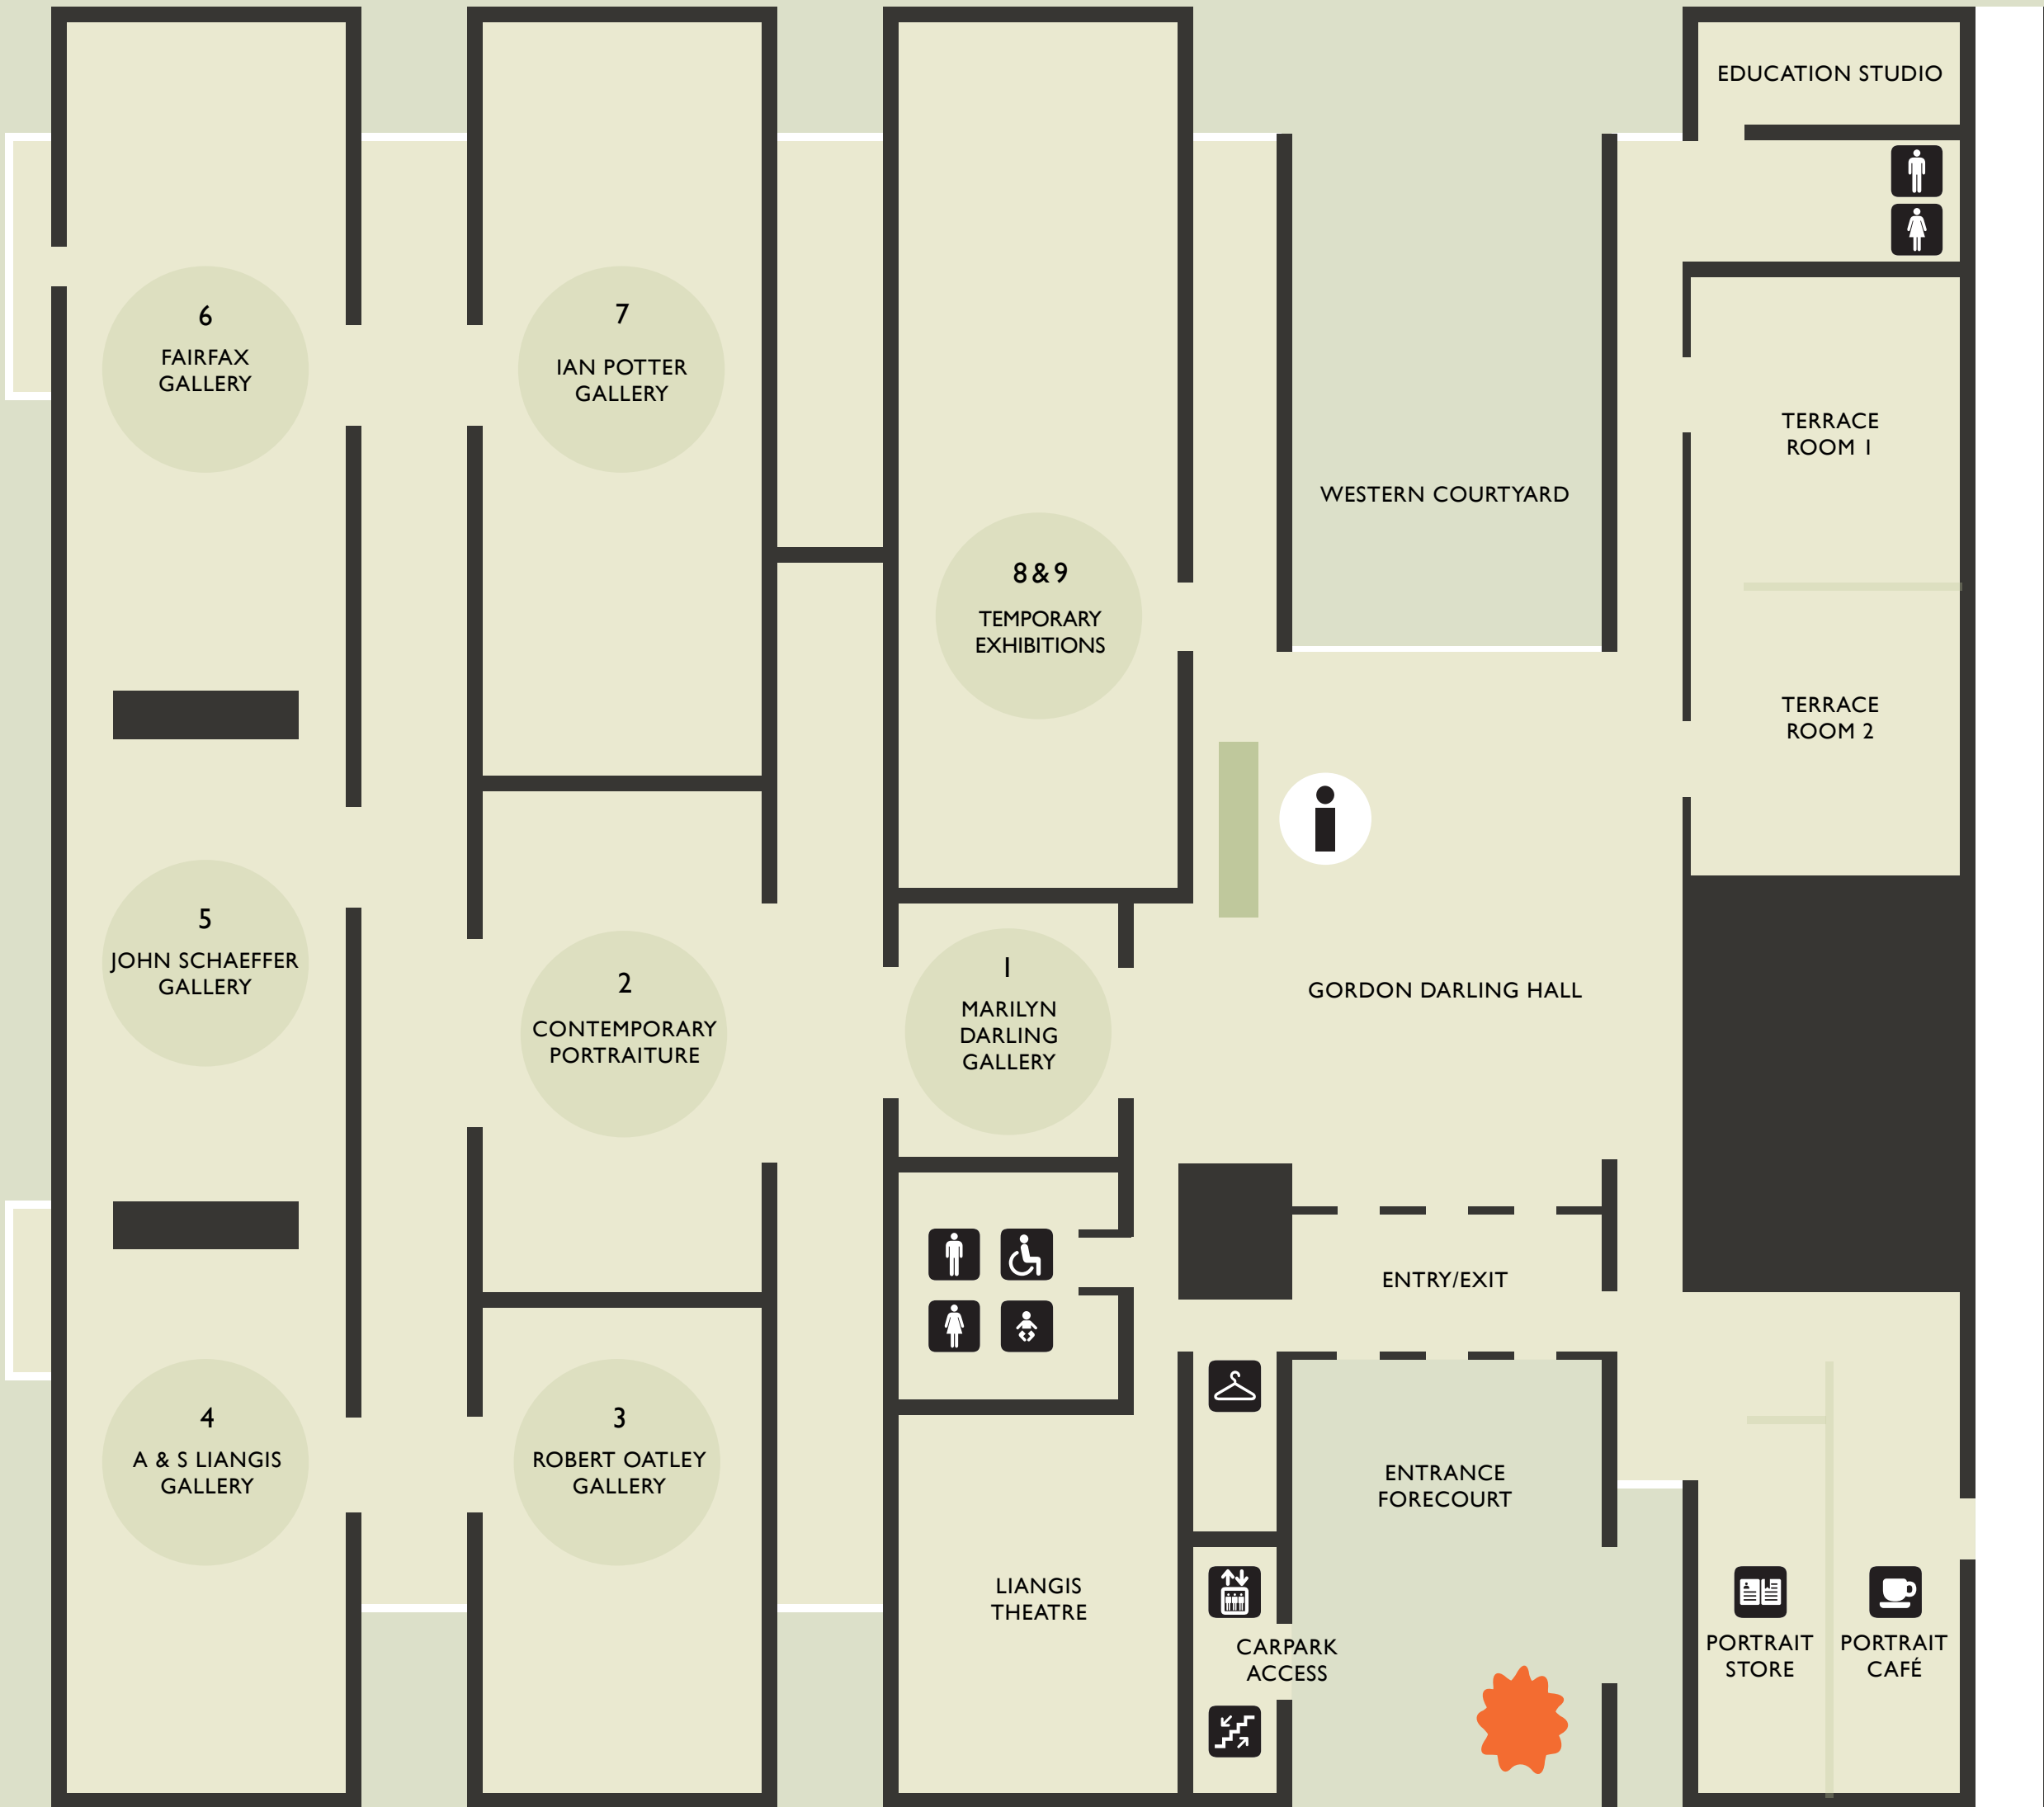 EDUCATION STUDIO
6
FAIRFAX
GALLERY
7
IAN POTTER
GALLERY
TERRACE
ROOM 1
WESTERN COURTYARD
8 & 9
TEMPORARY
EXHIBITIONS
TERRACE
ROOM 2
i
5
JOHN SCHAEFFER
GALLERY
2
CONTEMPORARY
PORTRAITURE
1
MARILYN
DARLING
GALLERY
GORDON DARLING HALL
ENTRY/EXIT
4
A & S LIANGIS
GALLERY
3
ROBERT OATLEY
GALLERY
ENTRANCE
FORECOURT
LIANGIS
THEATRE
CARPARK
ACCESS
PORTRAIT
STORE
PORTRAIT
CAFÉ